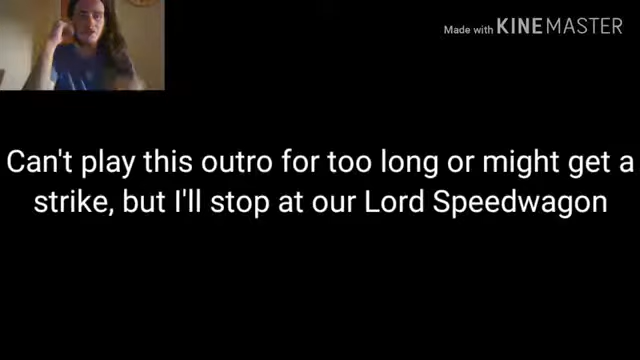 Made with KINEMASTER
Can't play this outro for too long or might get a
strike, but I'll stop at our Lord Speedwagon